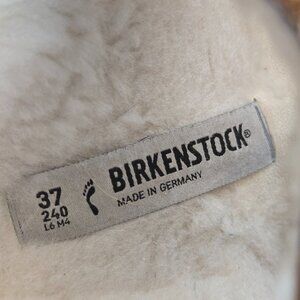 37
240
L6 M4
BIRKENSTOCK®
MADE IN GERMANY